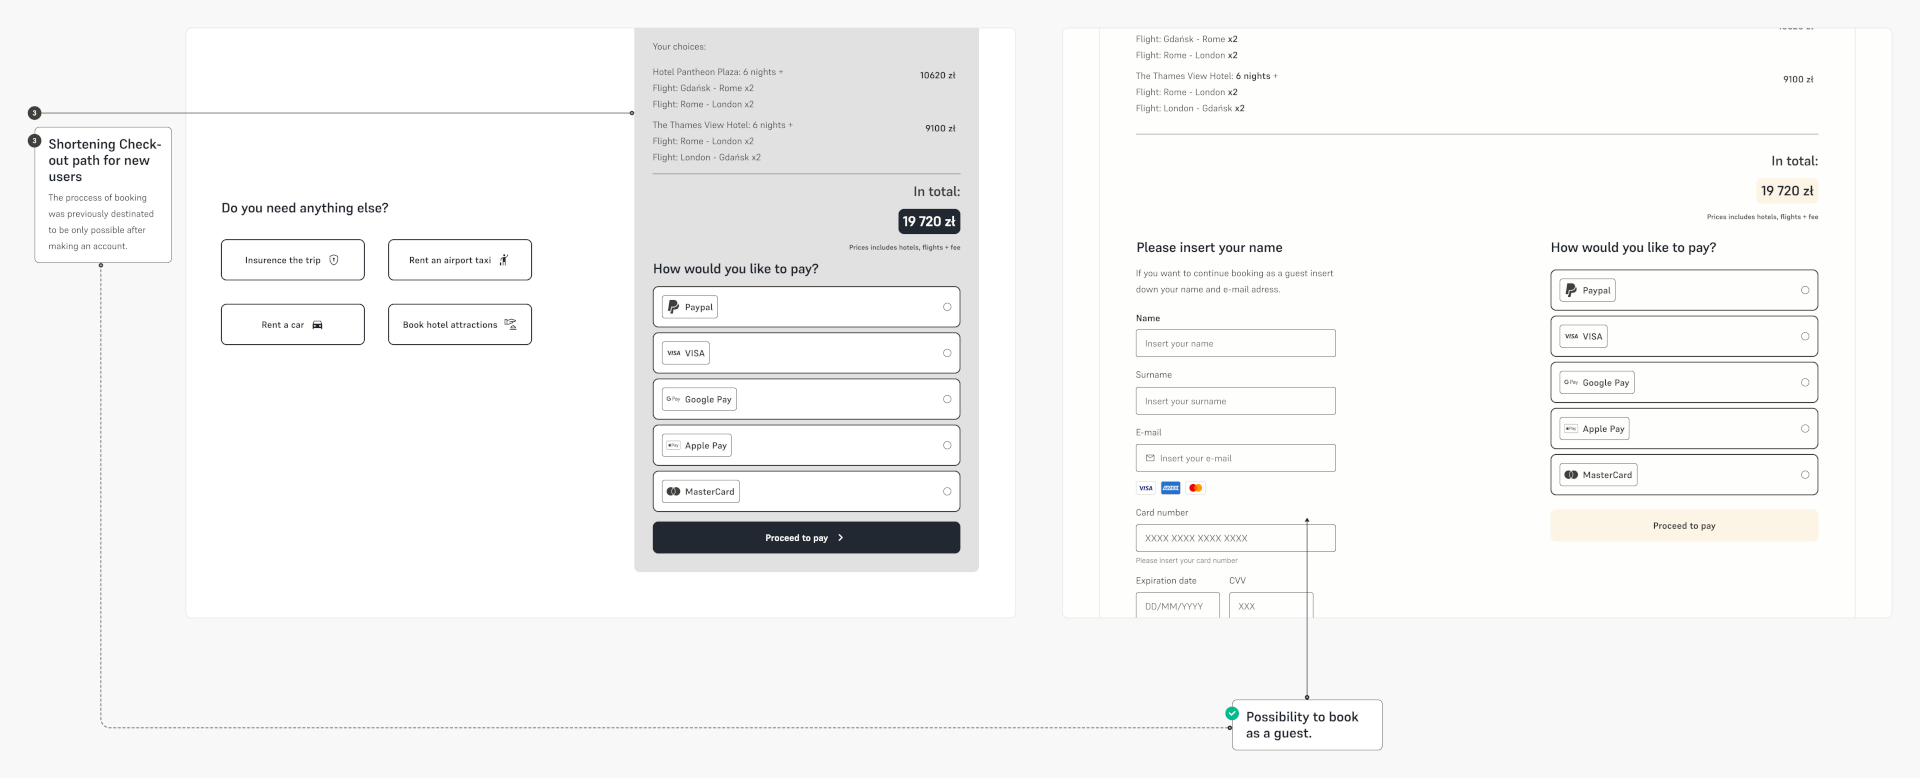 3
3
Shortening Check-
out path for new
users
The proccess of booking
was previously destinated
to be only possible after
making an account.
Do you need anything else?
Insurence the trip
Rent an airport taxi
Rent a car
Book hotel attractions
Your choices:
Hotel Pantheon Plaza: 6 nights +
10620 zł
Flight: Gdańsk - Rome x2
Flight: Rome - London x2
The Thames View Hotel: 6 nights +
9100 zł
Flight: Rome - London x2
Flight: London - Gdańsk x2
In total:
19 720 zł
Prices includes hotels, flights + fee
How would you like to pay?
Paypal
VISA VISA
G Pay Google Pay
Pay Apple Pay
MasterCard
Proceed to pay
Flight: Gdańsk - Rome x2
Flight: Rome - London x2
The Thames View Hotel: 6 nights +
9100 zł
Flight: Rome - London x2
Flight: London - Gdańsk x2
In total:
19 720 zł
Prices includes hotels, flights + fee
Please insert your name
If you want to continue booking as a guest insert
down your name and e-mail adress.
Name
Insert your name
Surname
Insert your surname
E-mail
Insert your e-mail
VISA
Card number
XXXX XXXX XXXX XXXX
Please insert your card number
Expiration date
CVV
DD/MM/YYYY
XXX
How would you like to pay?
Paypal
VISA VISA
G Pay Google Pay
Pay Apple Pay
MasterCard
Proceed to pay
Possibility to book
as a guest.